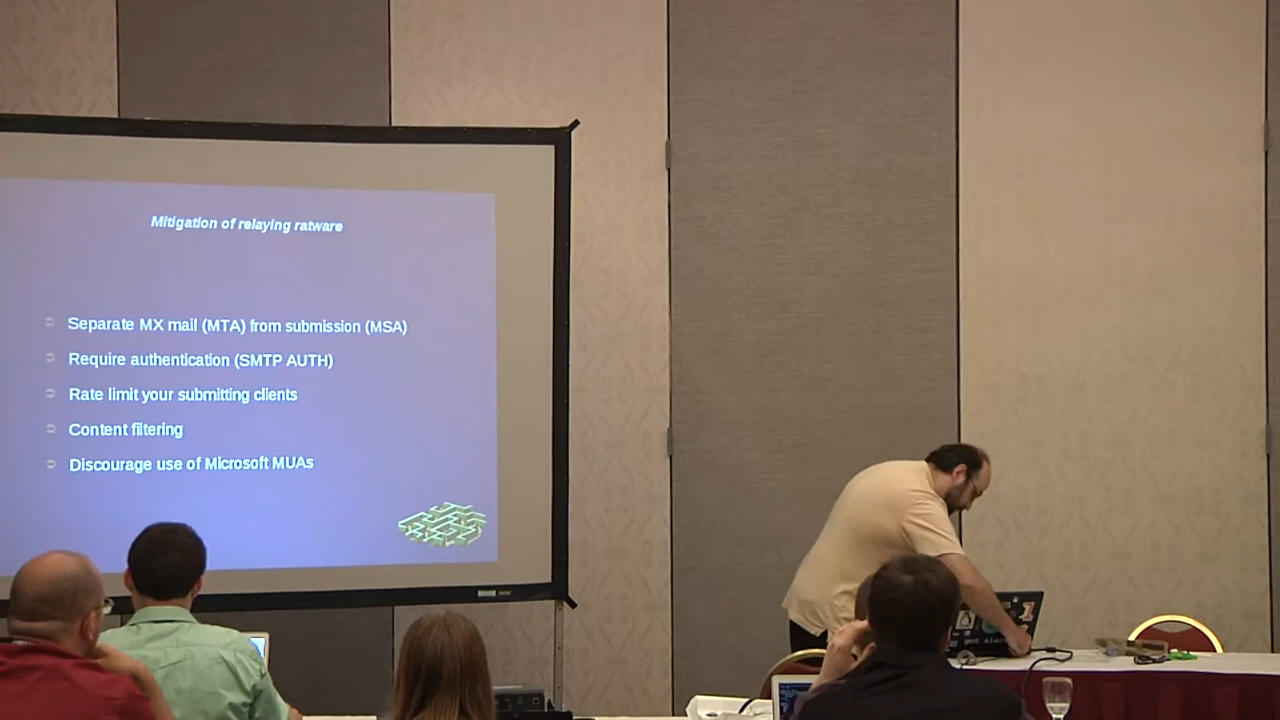 Mitigation of relaying ratware
Separate MX mail (MTA) from submission (MSA)
Require authentication (SMTP AUTH)
Rate limit your submitting clients
Content filtering
Discourage use of Microsoft MUAs
got